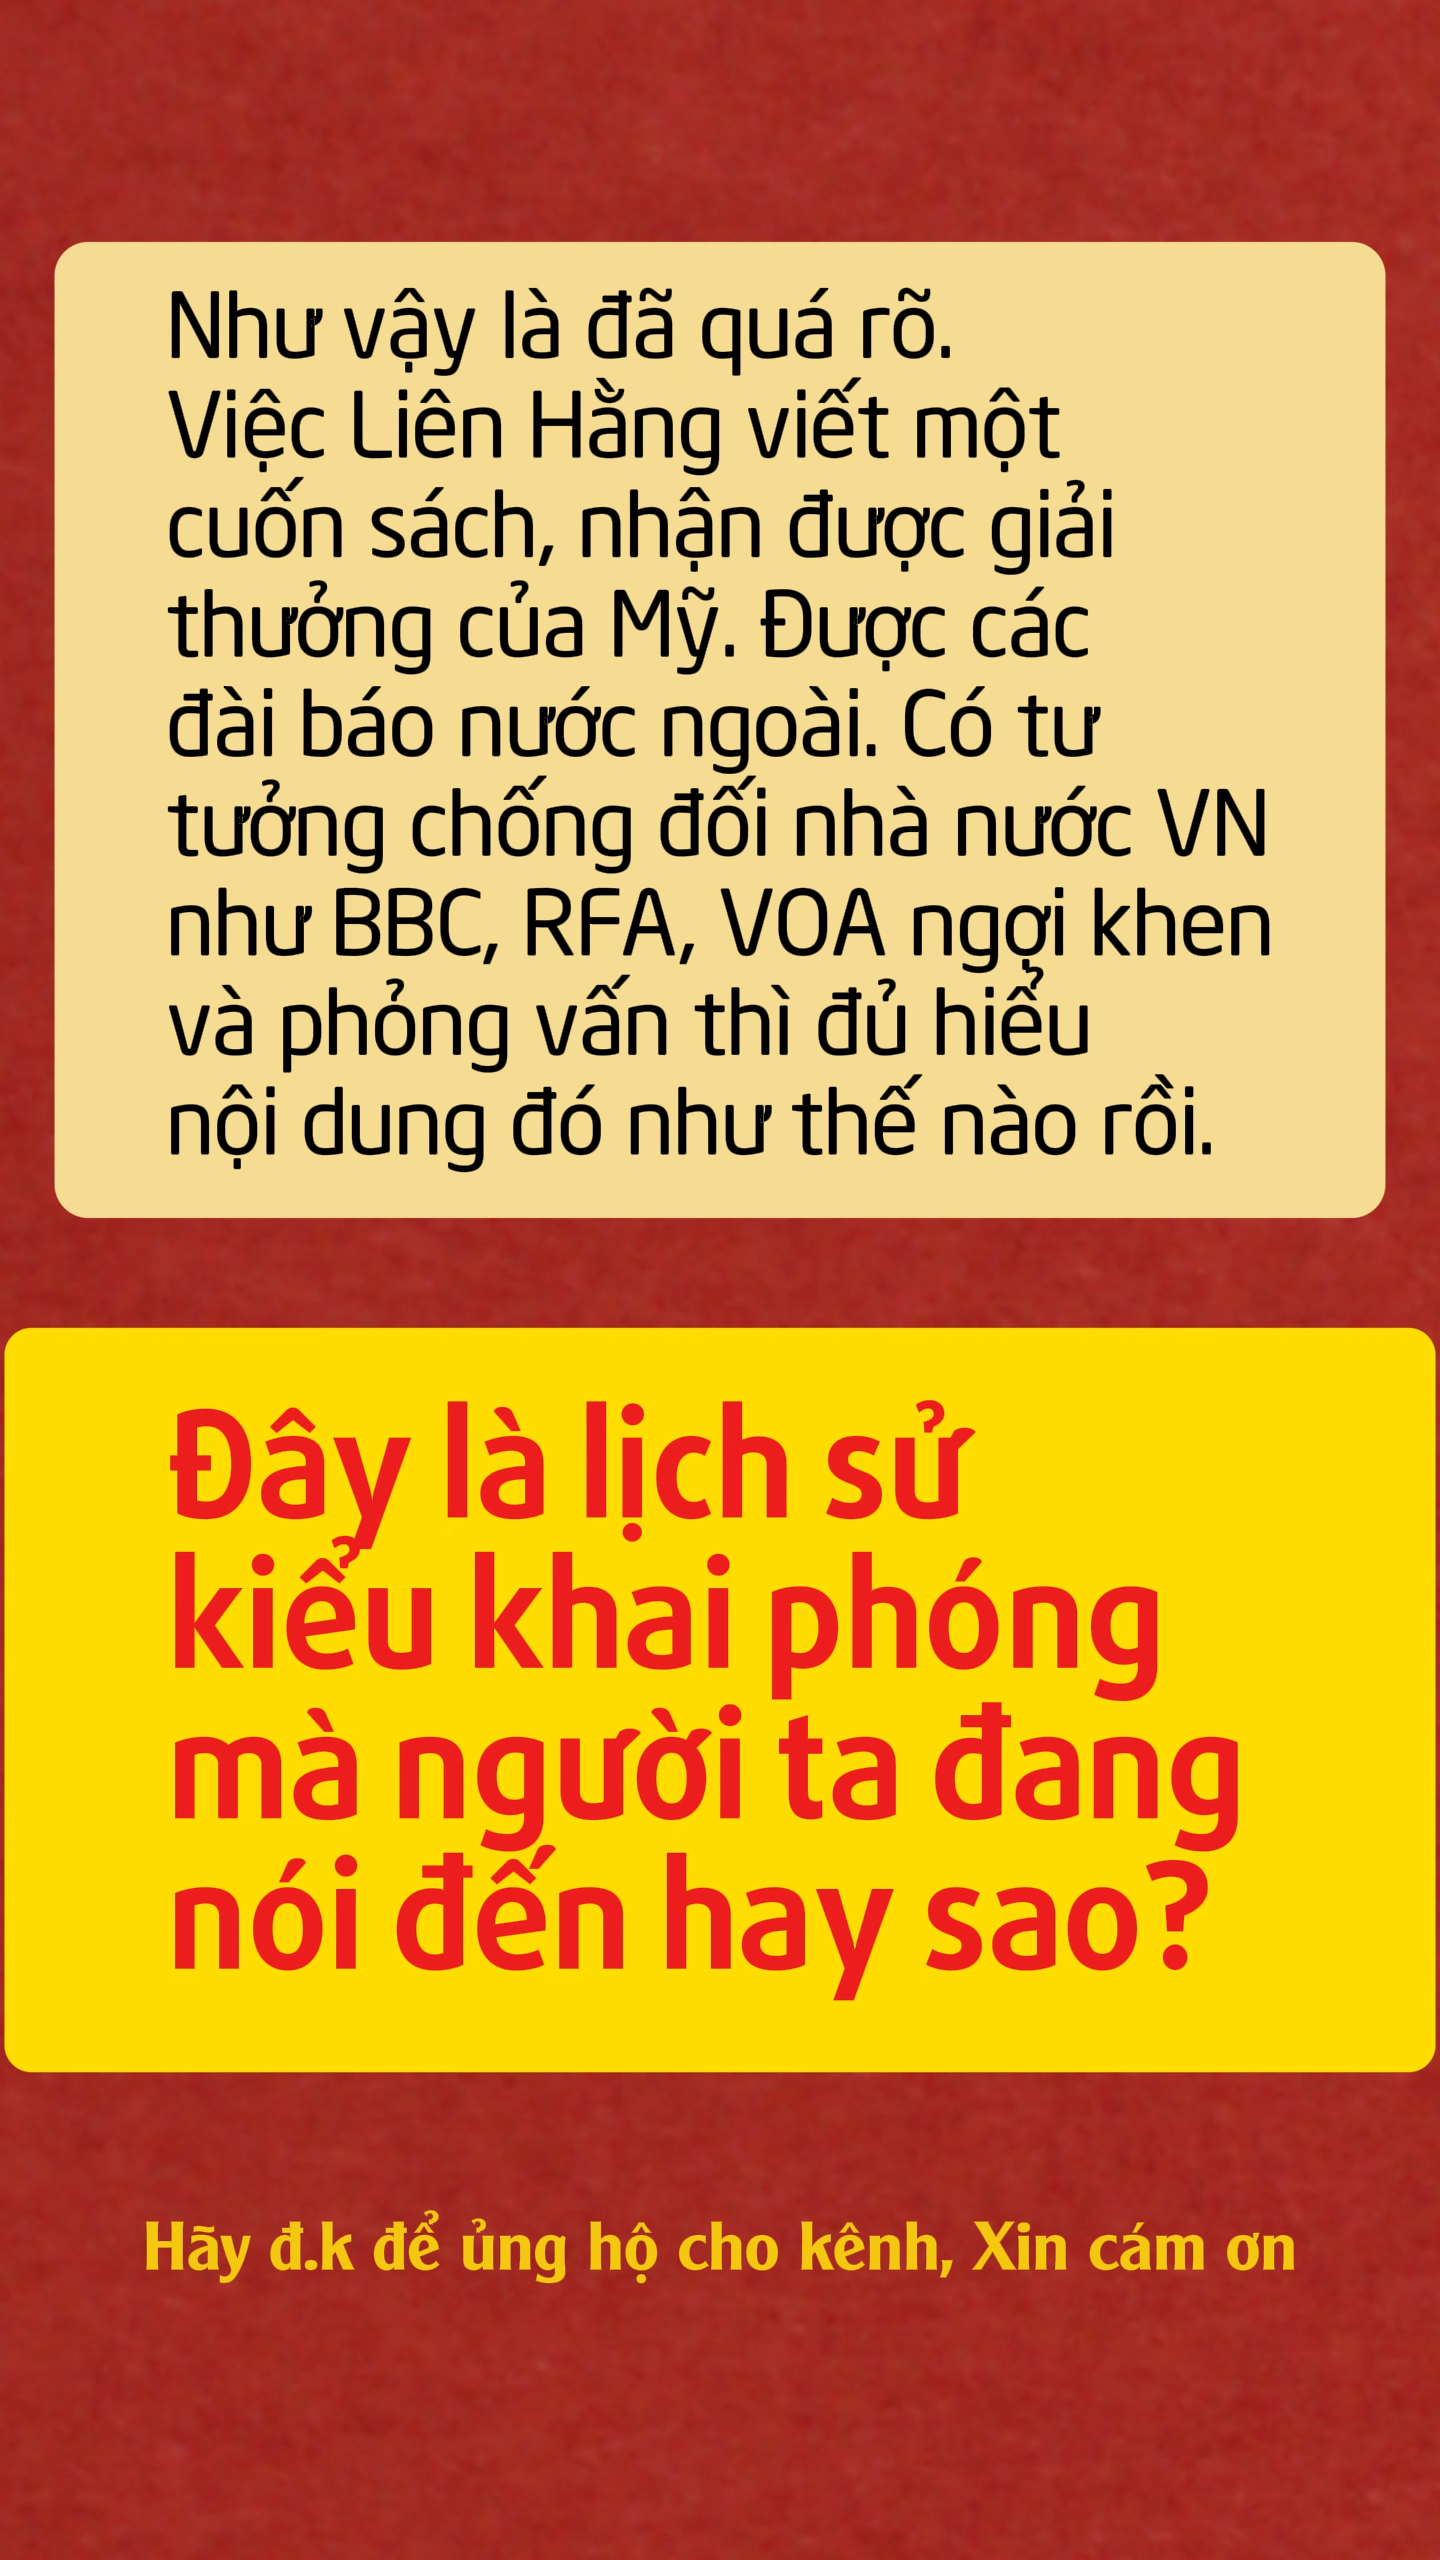 Như vậy là đã quá rõ.
Việc Liên Hằng viết một
cuốn sách, nhận được giải
thưởng của Mỹ. Được các
đài báo nước ngoài. Có tư
tưởng chống đối nhà nước VN
như BBC, RFA, VOA ngợi khen
và phỏng vấn thì đủ hiểu
nội dung đó như thế nào rồi.
Đây là lịch sử
kiểu khai phóng
mà người ta đang
nói đến hay sao?
Hãy đ.k để ủng hộ cho kênh, Xin cám ơn